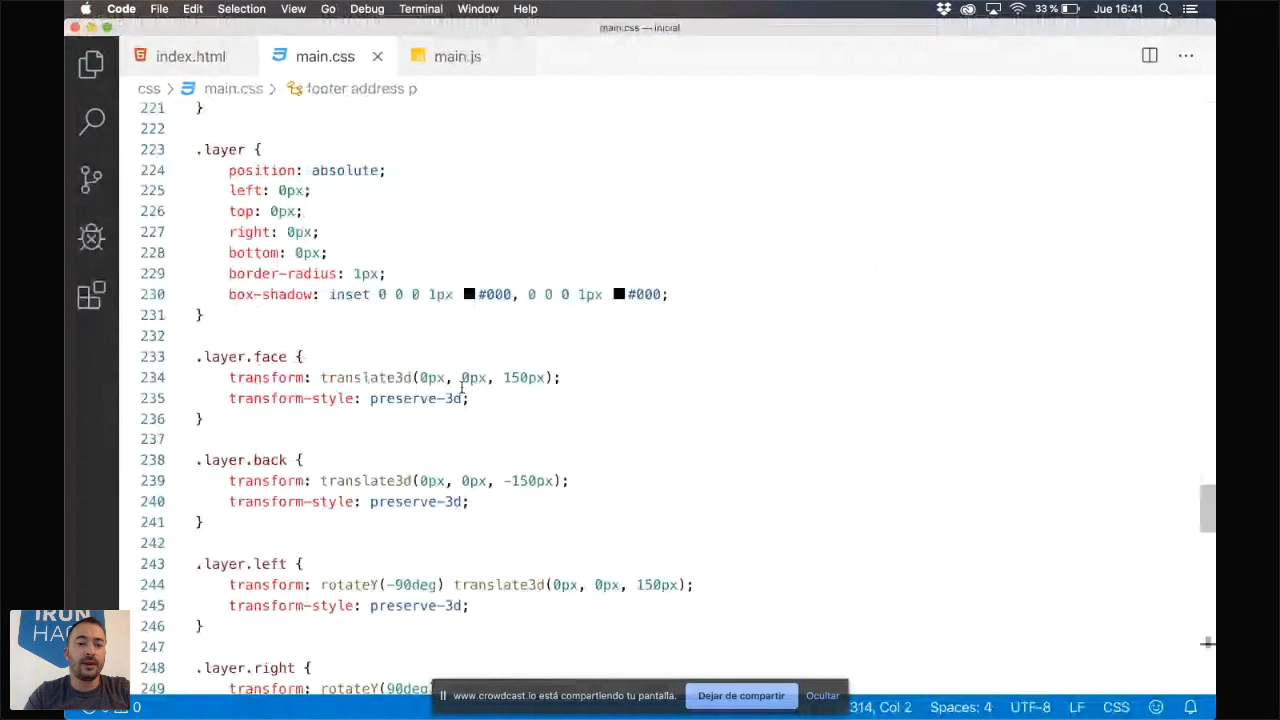 Code File Edit Selection View Go Debug Terminal Window Help 33 % Jue 16:41
main.css — inicial
index.html main.css main.js
css > main.css > footer address p
221 }
222
223 .layer {
224 position: absolute;
225 left: 0px;
226 top: 0px;
227 right: 0px;
228 bottom: 0px;
229 border-radius: 1px;
230 box-shadow: inset 0 0 0 1px #000, 0 0 0 1px #000;
231 }
232
233 .layer.face {
234 transform: translate3d(0px, 0px, 150px);
235 transform-style: preserve-3d;
236 }
237
238 .layer.back {
239 transform: translate3d(0px, 0px, -150px);
240 transform-style: preserve-3d;
241 }
242
243 .layer.left {
244 transform: rotateY(-90deg) translate3d(0px, 0px, 150px);
245 transform-style: preserve-3d;
246 }
247
248 .layer.right {
249 transform: rotateY(90deg)
IRON
HAC
www.crowdcast.io está compartiendo tu pantalla. Dejar de compartir Ocultar
0 314, Col 2 Spaces: 4 UTF-8 LF CSS